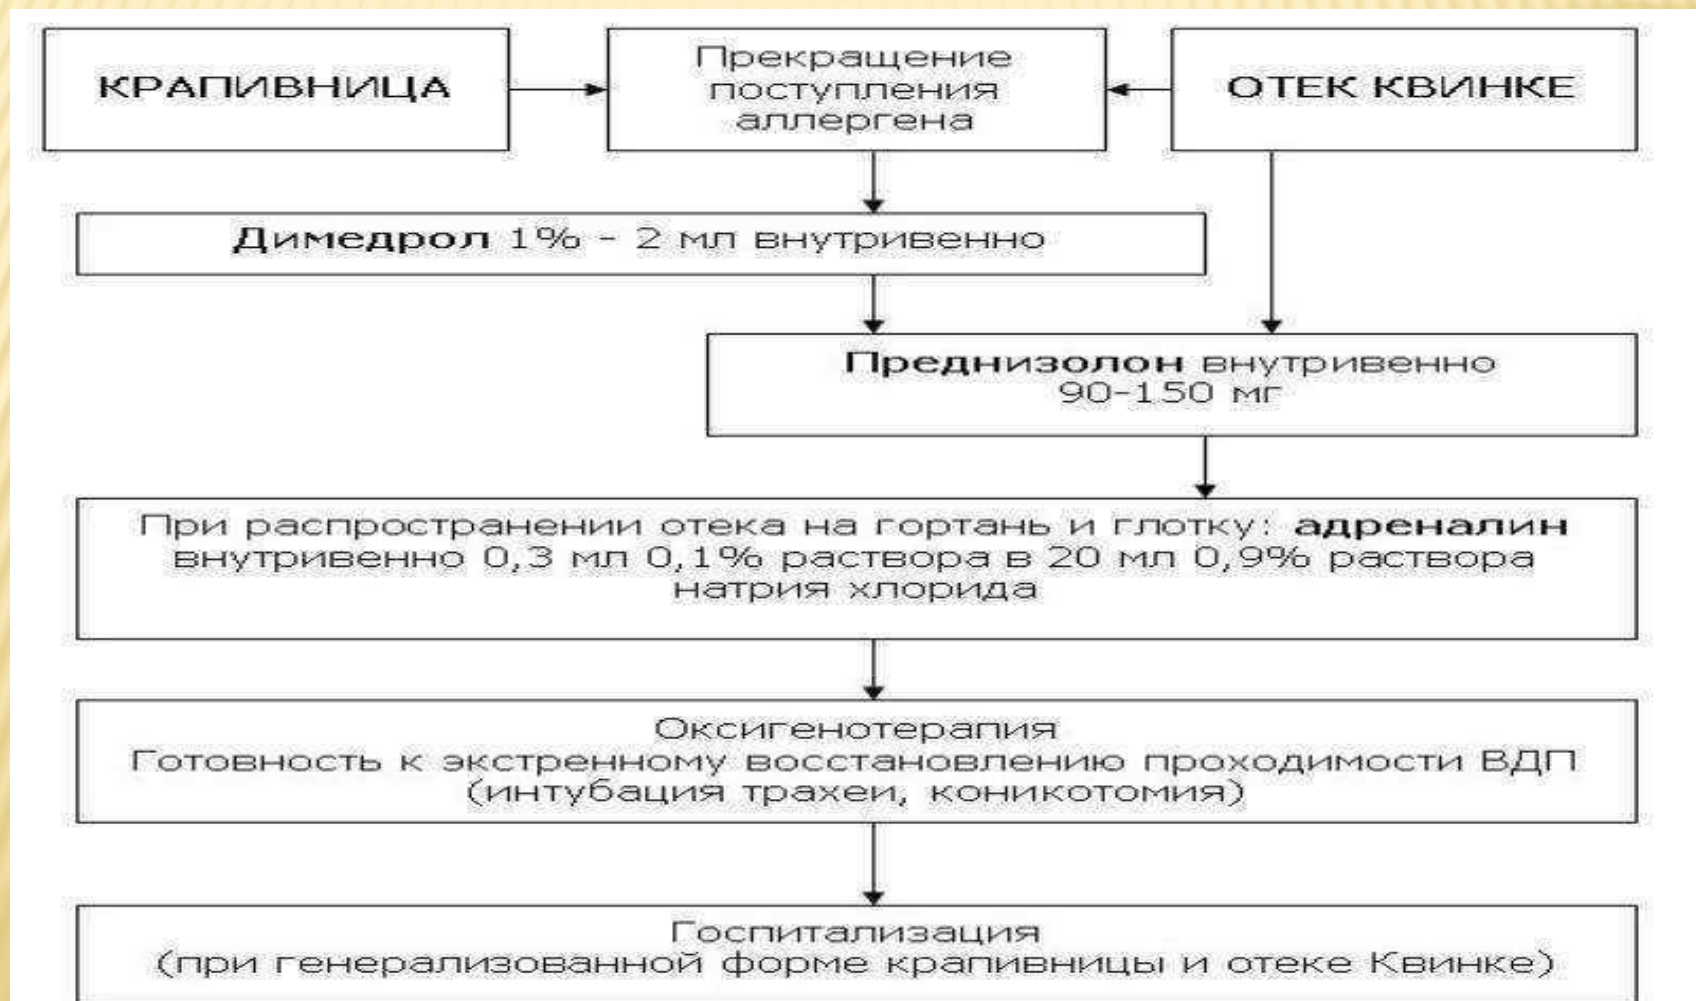 КРАПИВНИЦА
Прекращение
поступления
аллергена
ОТЕК КВИНКЕ
Димедрол 1% - 2 мл внутривенно
Преднизолон внутривенно
90-150 мг
При распространении отека на гортань и глотку: адреналин
внутривенно 0,3 мл 0,1% раствора в 20 мл 0,9% раствора
натрия хлорида
Оксигенотерапия
Готовность к экстренному восстановлению проходимости ВДП
(интубация трахеи, коникотомия)
Госпитализация
(при генерализованной форме крапивницы и отеке Квинке)